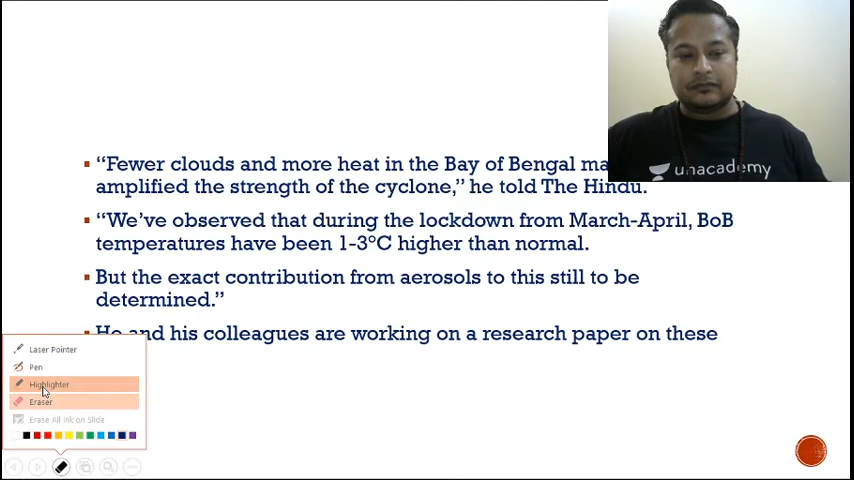 ▪ “Fewer clouds and more heat in the Bay of Bengal
amplified the strength of the cyclone,” he told The Hindu.
unacademy
▪ “We’ve observed that during the lockdown from March-April, BoB
temperatures have been 1-3°C higher than normal.
▪ But the exact contribution from aerosols to this still to be
determined.”
▪ He and his colleagues are working on a research paper on these
Laser Pointer
Pen
Highlighter
Eraser
Erase All Ink on Slide